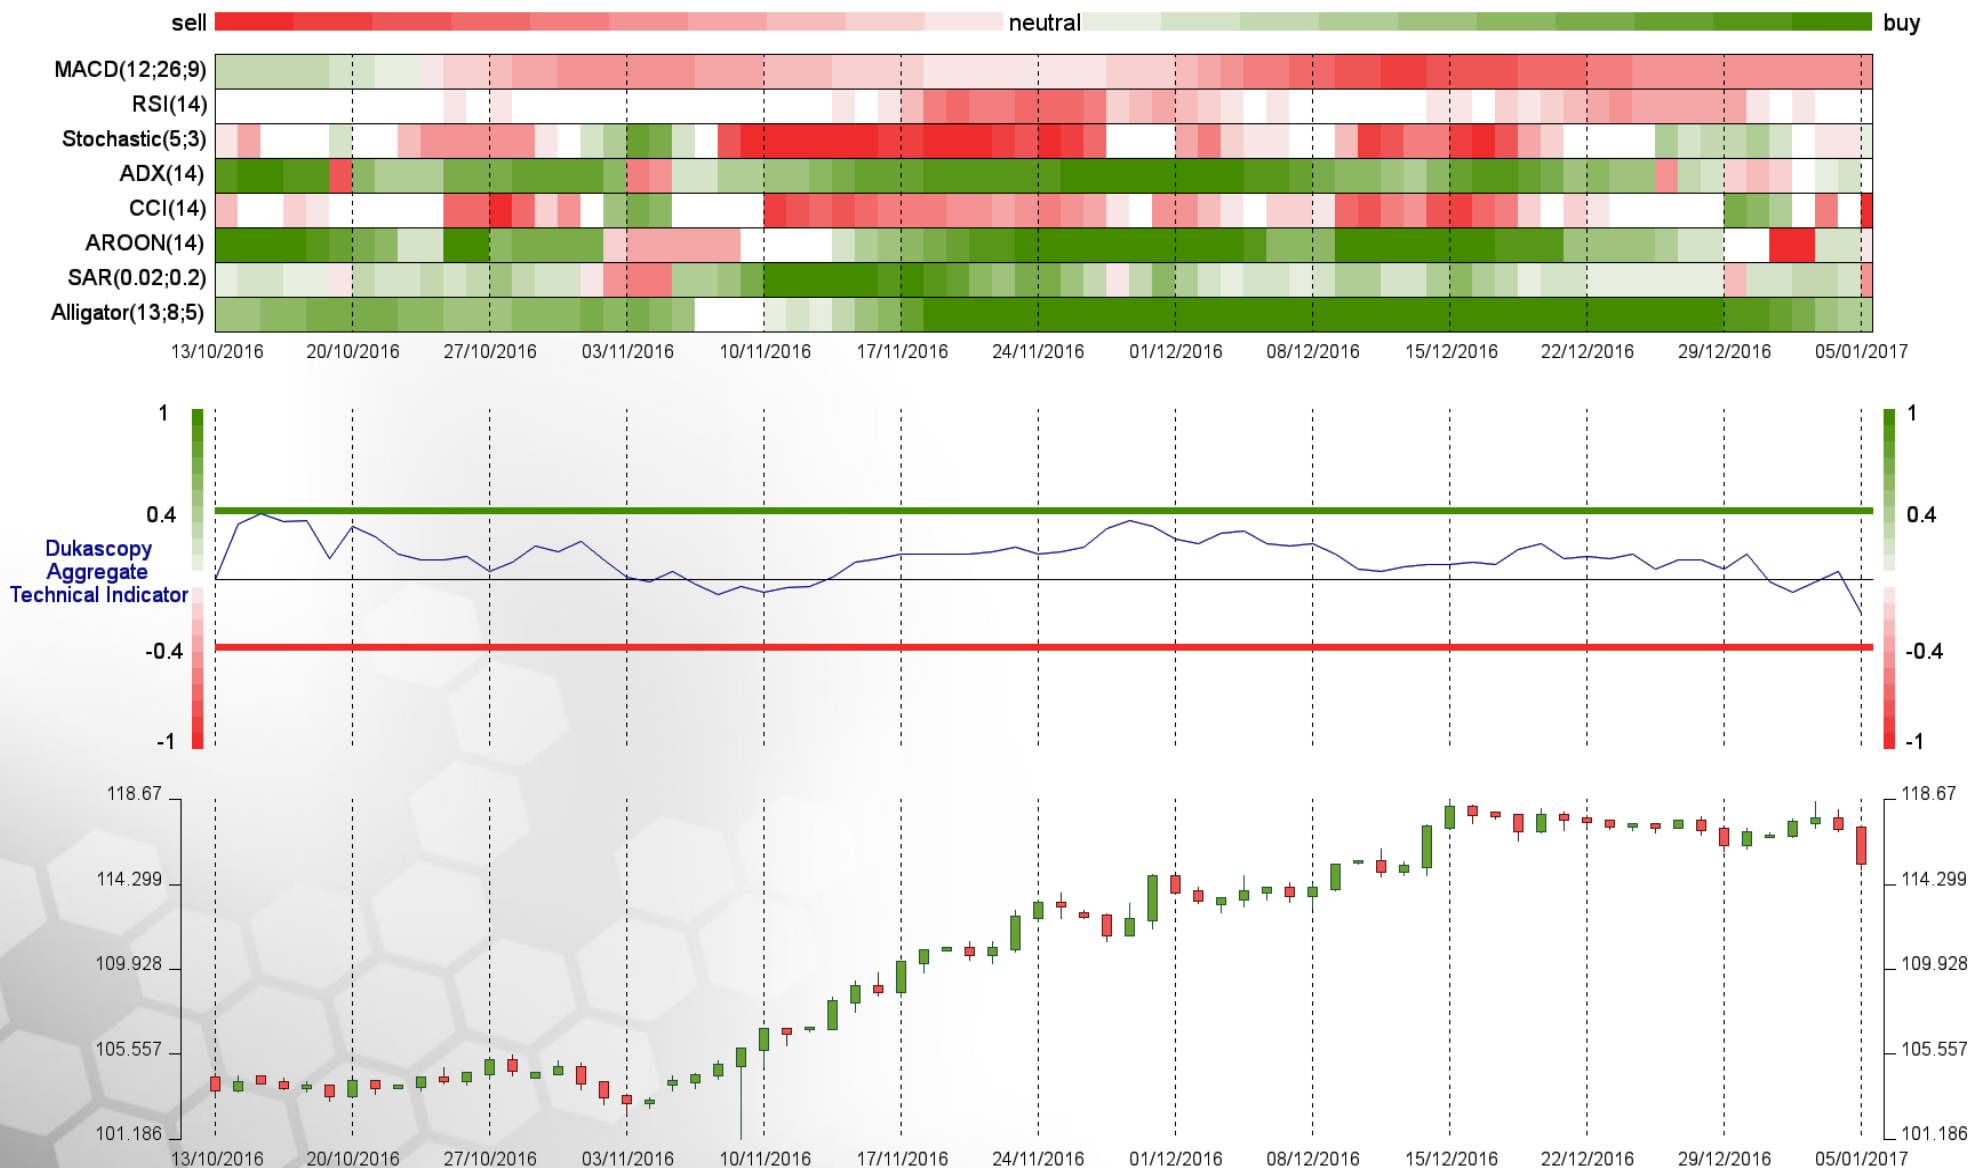 sell neutral buy
MACD(12;26;9)
RSI(14)
Stochastic(5;3)
ADX(14)
CCI(14)
AROON(14)
SAR(0.02;0.2)
Alligator(13;8;5)
13/10/2016 20/10/2016 27/10/2016 03/11/2016 10/11/2016 17/11/2016 24/11/2016 01/12/2016 08/12/2016 15/12/2016 22/12/2016 29/12/2016 05/01/2017
1 1
0.4 0.4
Dukascopy
Aggregate
Technical Indicator
-0.4 -0.4
-1 -1
118.67 118.67
114.299 114.299
109.928 109.928
105.557 105.557
101.186 101.186
13/10/2016 20/10/2016 27/10/2016 03/11/2016 10/11/2016 17/11/2016 24/11/2016 01/12/2016 08/12/2016 15/12/2016 22/12/2016 29/12/2016 05/01/2017